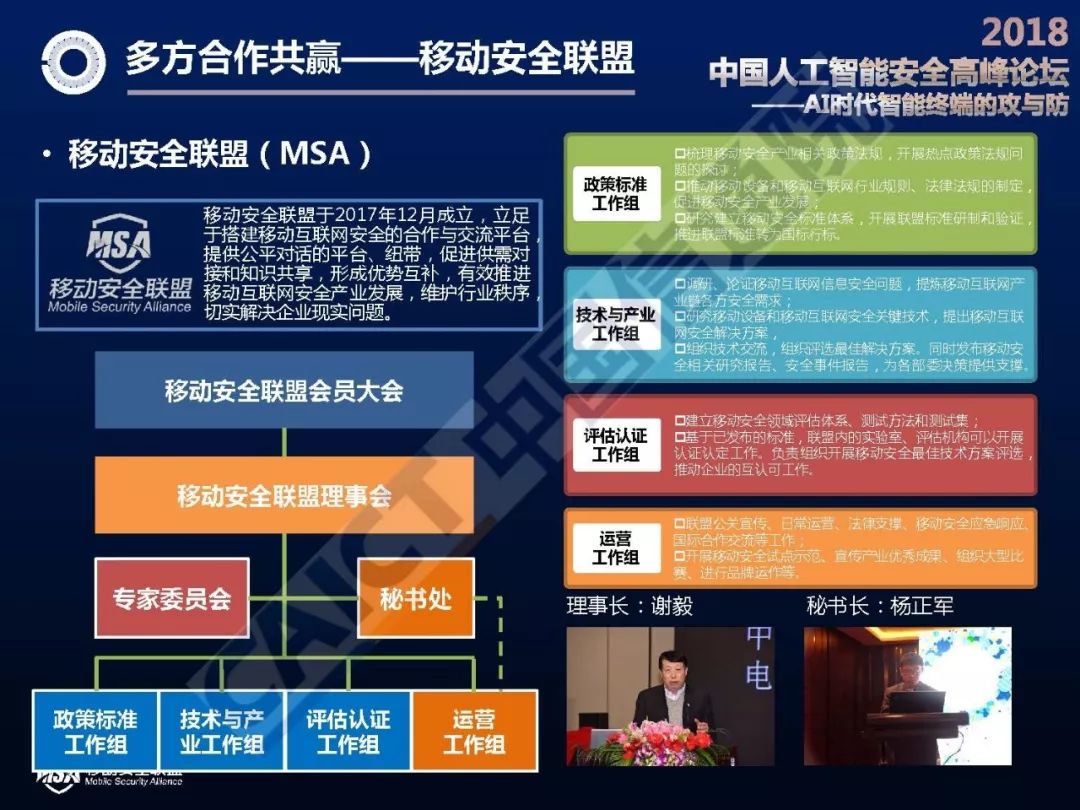 多方合作共赢——移动安全联盟
2018
中国人工智能安全高峰论坛
——AI时代智能终端的攻与防
• 移动安全联盟（MSA）
MSA
移动安全联盟
Mobile Security Alliance
移动安全联盟于2017年12月成立，立足
于搭建移动互联网安全的合作与交流平台，
提供公平对话的平台、纽带，促进供需对
接和知识共享，形成优势互补，有效推进
移动互联网安全产业发展，维护行业秩序，
切实解决企业现实问题。
移动安全联盟会员大会
移动安全联盟理事会
专家委员会
秘书处
政策标准
工作组
技术与产
业工作组
评估认证
工作组
运营
工作组
政策标准
工作组
□梳理移动安全产业相关政策法规，开展热点政策法规问
题的探讨；
□推动移动设备和移动互联网行业规则、法律法规的制定，
促进移动安全产业发展；
□研究建立移动安全标准体系，开展联盟标准研制和验证，
推进联盟标准转为国标行标。
技术与产业
工作组
□调研、论证移动互联网信息安全问题，提炼移动互联网产
业链各方安全需求；
□研究移动设备和移动互联网安全关键技术，提出移动互联
网安全解决方案，
□组织技术交流，组织评选最佳解决方案。同时发布移动安
全相关研究报告、安全事件报告，为各部委决策提供支撑。
评估认证
工作组
□建立移动安全领域评估体系、测试方法和测试集；
□基于已发布的标准，联盟内的实验室、评估机构可以开展
认证认定工作。负责组织开展移动安全最佳技术方案评选，
推动企业的互认可工作。
运营
工作组
□联盟公关宣传、日常运营、法律支撑、移动安全应急响应、
国际合作交流等工作；
□开展移动安全试点示范、宣传产业优秀成果、组织大型比
赛、进行品牌运作等。
理事长：谢毅
秘书长：杨正军
中
电
MSA
移动安全联盟
Mobile Security Alliance
CAICT 中国信通院